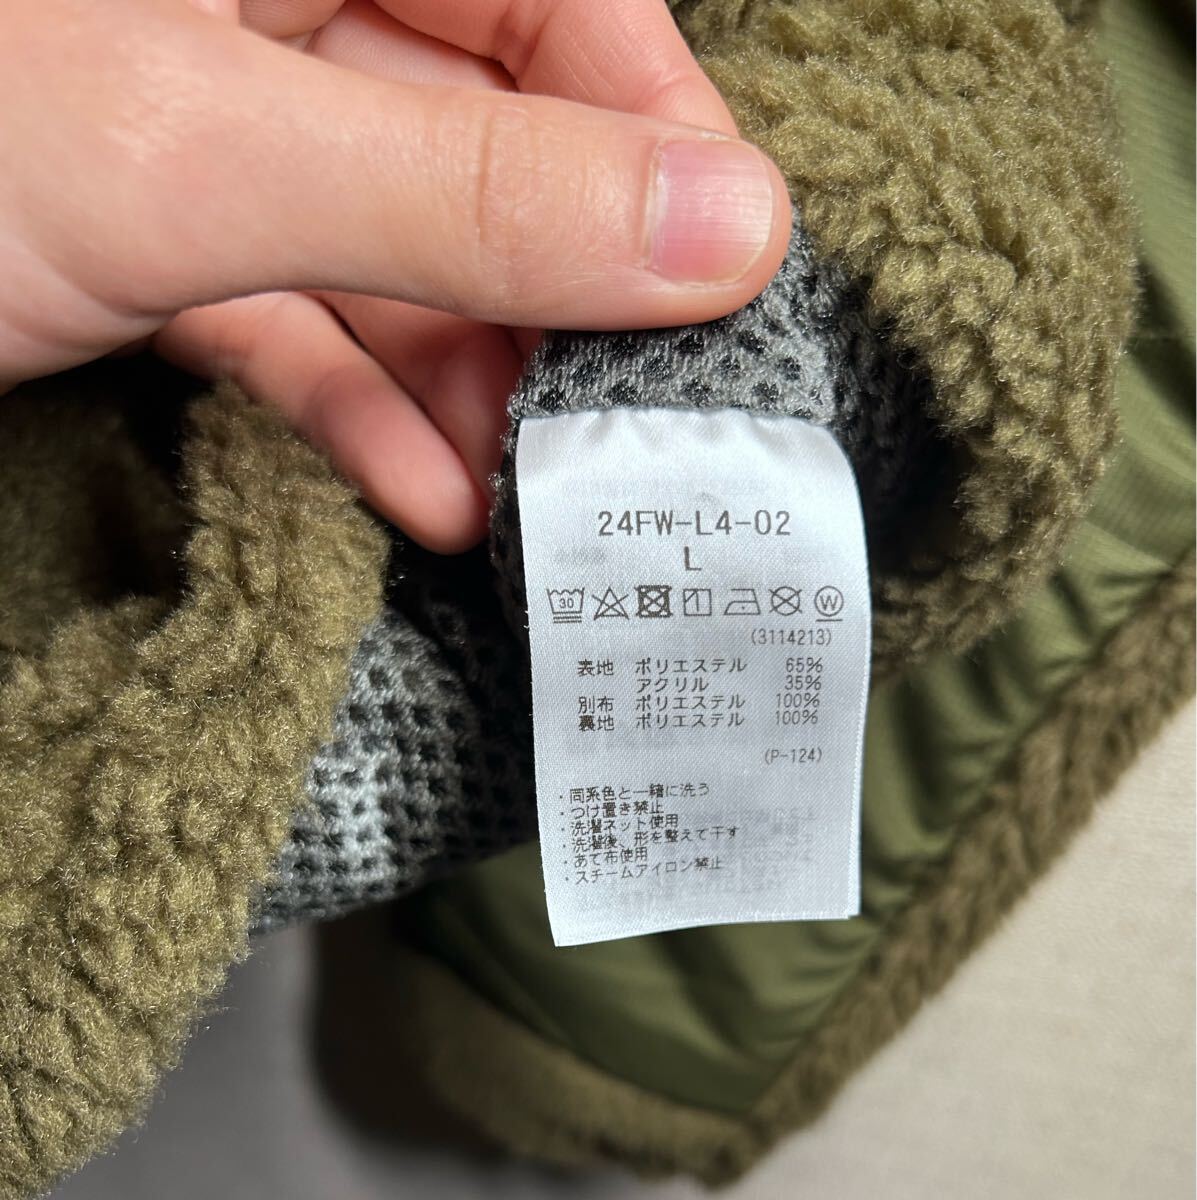 24FW-L4-02
L
30
W
(3114213)
表地 ポリエステル 65%
アクリル 35%
別布 ポリエステル 100%
裏地 ポリエステル 100%
(P-124)
・同系色と一緒に洗う
・つけ置き禁止
・洗濯ネット使用
・洗濯後、形を整えて干す
・あて布使用
・スチームアイロン禁止